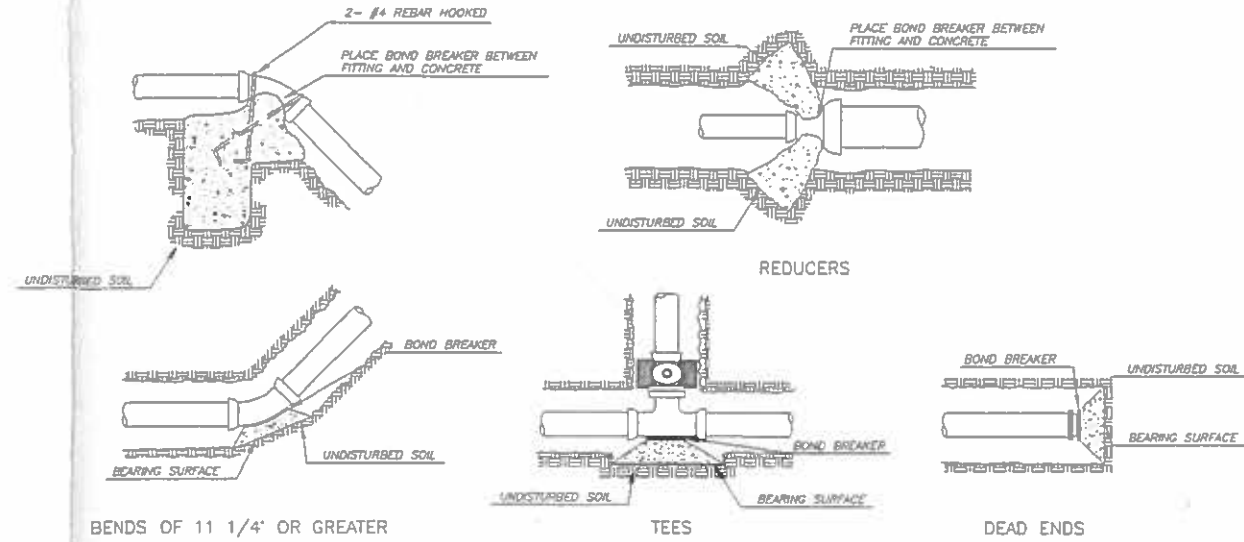 2- #4 REBAR HOOKED
PLACE BOND BREAKER BETWEEN
FITTING AND CONCRETE
UNDISTURBED SOIL
PLACE BOND BREAKER BETWEEN
FITTING AND CONCRETE
UNDISTURBED SOIL
REDUCERS
UNDISTURBED SOIL
BOND BREAKER
UNDISTURBED SOIL
BEARING SURFACE
BENDS OF 11 1/4° OR GREATER
BOND BREAKER
UNDISTURBED SOIL
BEARING SURFACE
TEES
BOND BREAKER
UNDISTURBED SOIL
BEARING SURFACE
DEAD ENDS